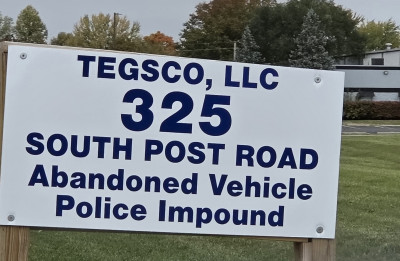 TEGSCO, LLC
325
SOUTH POST ROAD
Abandoned Vehicle
Police Impound